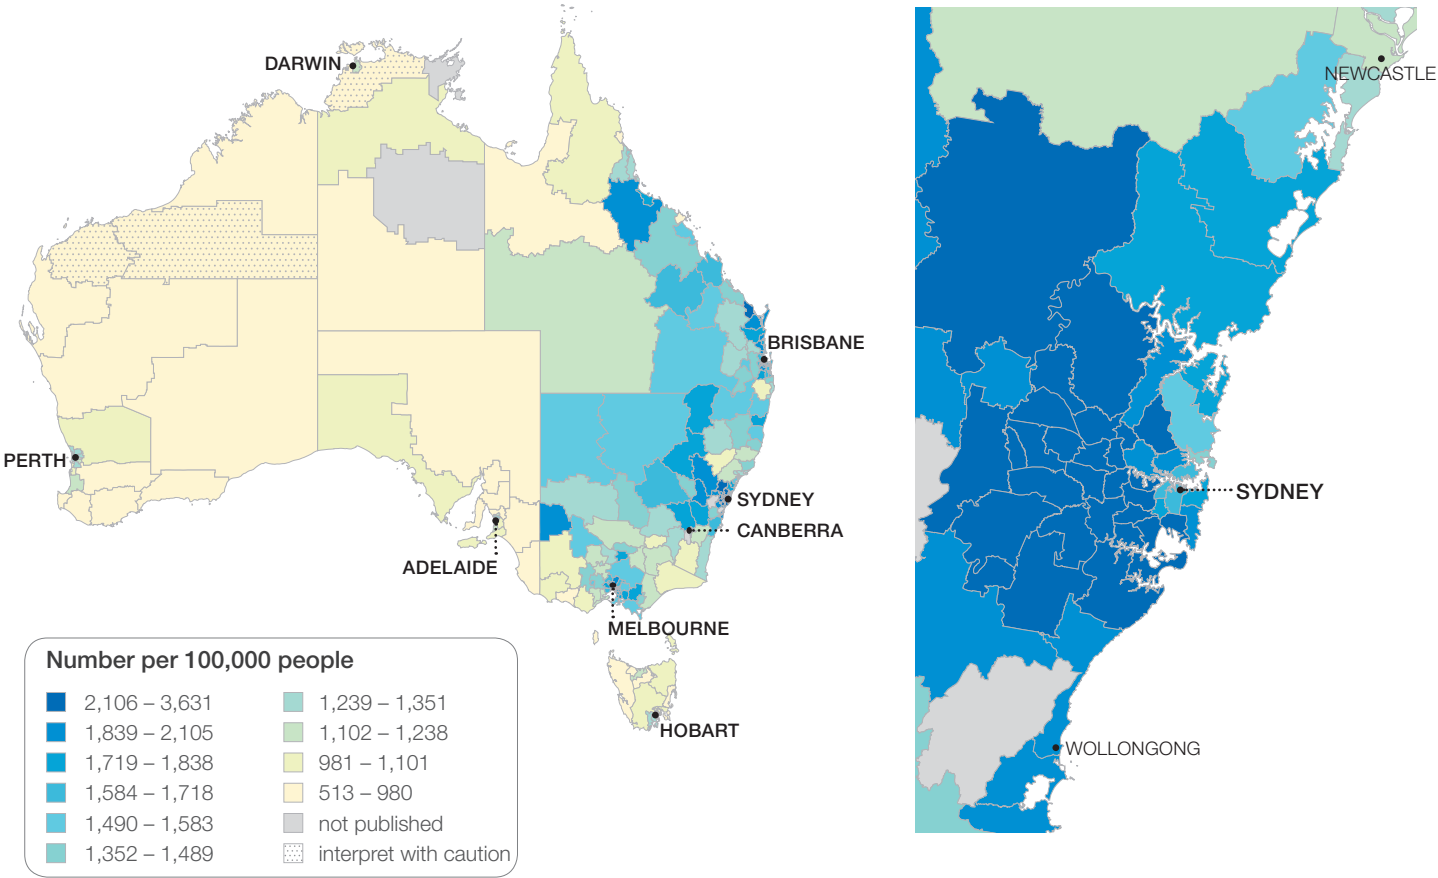 DARWIN
NEWCASTLE
BRISBANE
PERTH
SYDNEY
SYDNEY
CANBERRA
ADELAIDE
MELBOURNE
HOBART
WOLLONGONG
Number per 100,000 people
2,106 – 3,631
1,839 – 2,105
1,719 – 1,838
1,584 – 1,718
1,490 – 1,583
1,352 – 1,489
1,239 – 1,351
1,102 – 1,238
981 – 1,101
513 – 980
not published
interpret with caution